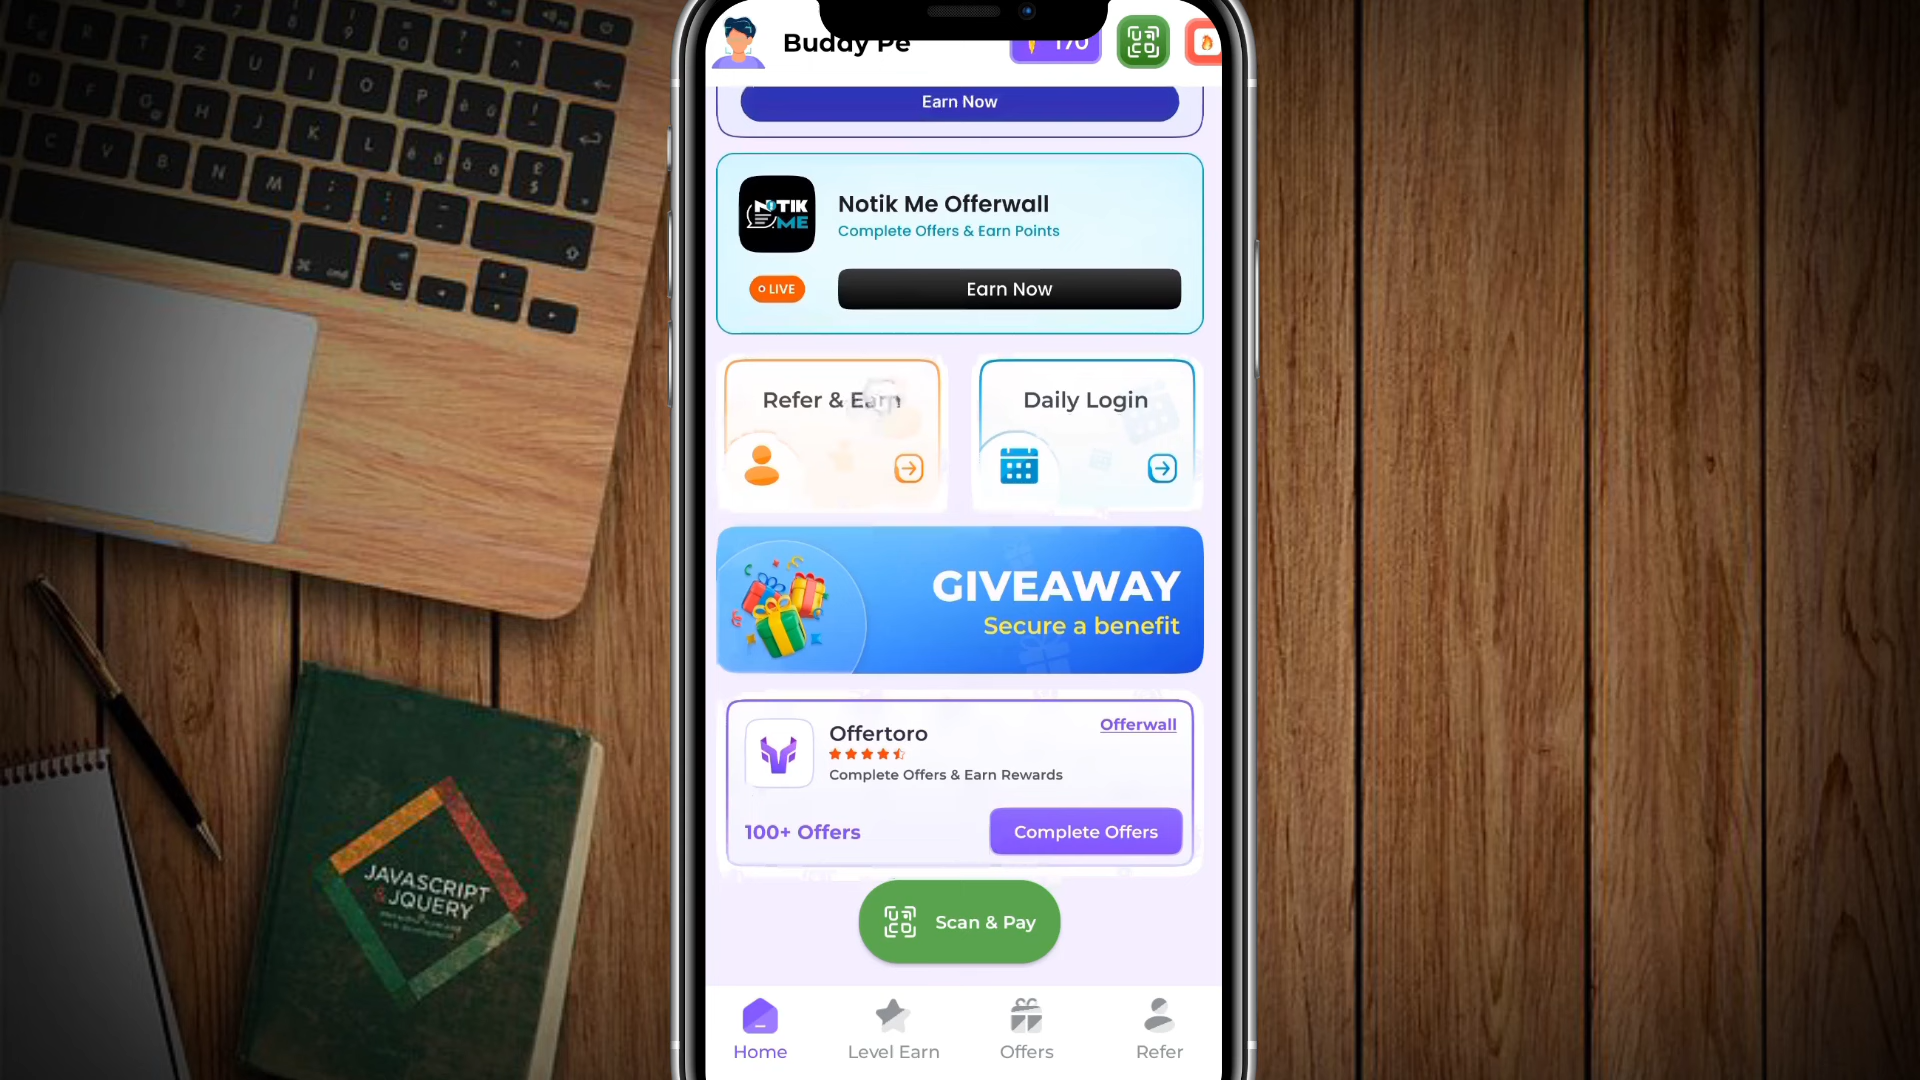 Buddy Pe
170
Earn Now
NOTIK
ME
Notik Me Offerwall
Complete Offers & Earn Points
LIVE
Earn Now
Refer & Earn
Daily Login
GIVEAWAY
Secure a benefit
Offertoro
Offerwall
Complete Offers & Earn Rewards
100+ Offers
Complete Offers
Scan & Pay
Home
Level Earn
Offers
Refer
JAVASCRIPT
& JQUERY